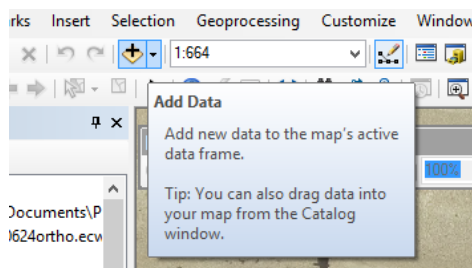 rks Insert Selection Geoprocessing Customize Window
1:664
Add Data
Add new data to the map's active
data frame.
Tip: You can also drag data into
your map from the Catalog
window.
100%
Documents\P
0624ortho.ecw